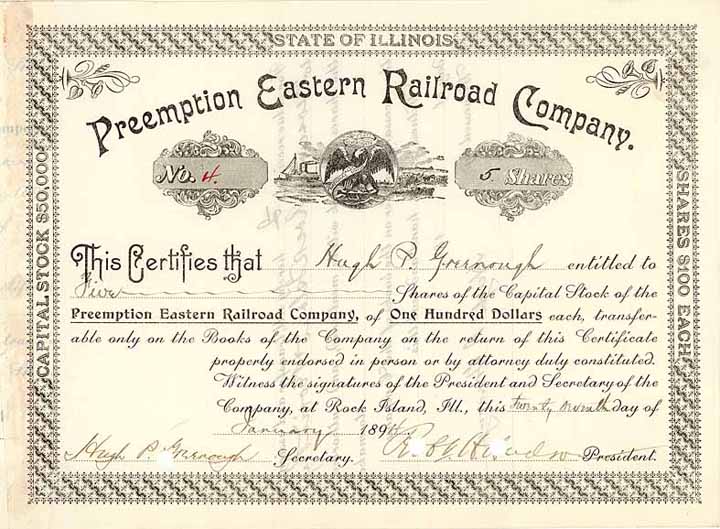 STATE OF ILLINOIS
Preemption Eastern Railroad Company.
No. 4. 5 Shares
CAPITAL STOCK $50,000
SHARES $100 EACH
This Certifies that Hugh P. Greenough entitled to
Five Shares of the Capital Stock of the
Preemption Eastern Railroad Company, of One Hundred Dollars each, transfer-
able only on the Books of the Company on the return of this Certificate
properly endorsed in person or by attorney duly constituted.
Witness the signatures of the President and Secretary of the
Company, at Rock Island, Ill., this twenty seventh day of
January 189
Hugh P. Greenough Secretary. President.